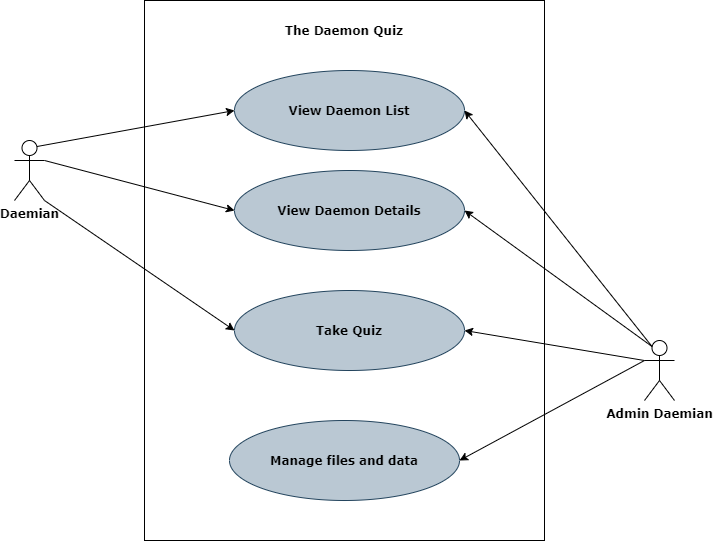 The Daemon Quiz
View Daemon List
Daemian
View Daemon Details
Take Quiz
Admin Daemian
Manage files and data